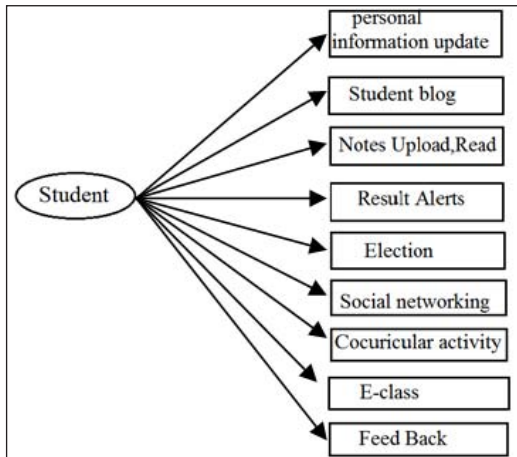 personal
information update
Student blog
Notes Upload,Read
Student
Result Alerts
Election
Social networking
Cocuricular activity
E-class
Feed Back